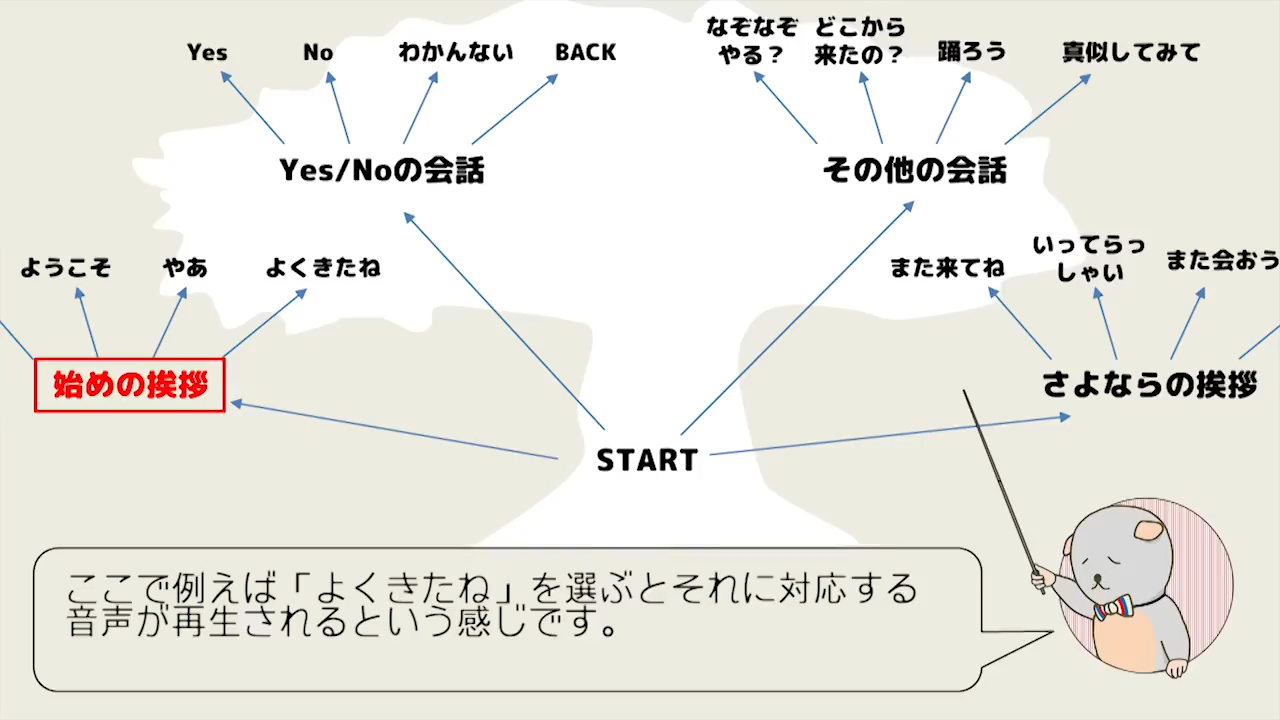 なぞなぞ
やる？
どこから
来たの？
Yes
No
わかんない
BACK
踊ろう
真似してみて
Yes/Noの会話
その他の会話
ようこそ
やあ
よくきたね
また来てね
いってらっ
しゃい
また会おう
始めの挨拶
さよならの挨拶
START
ここで例えば「よくきたね」を選ぶとそれに対応する
音声が再生されるという感じです。